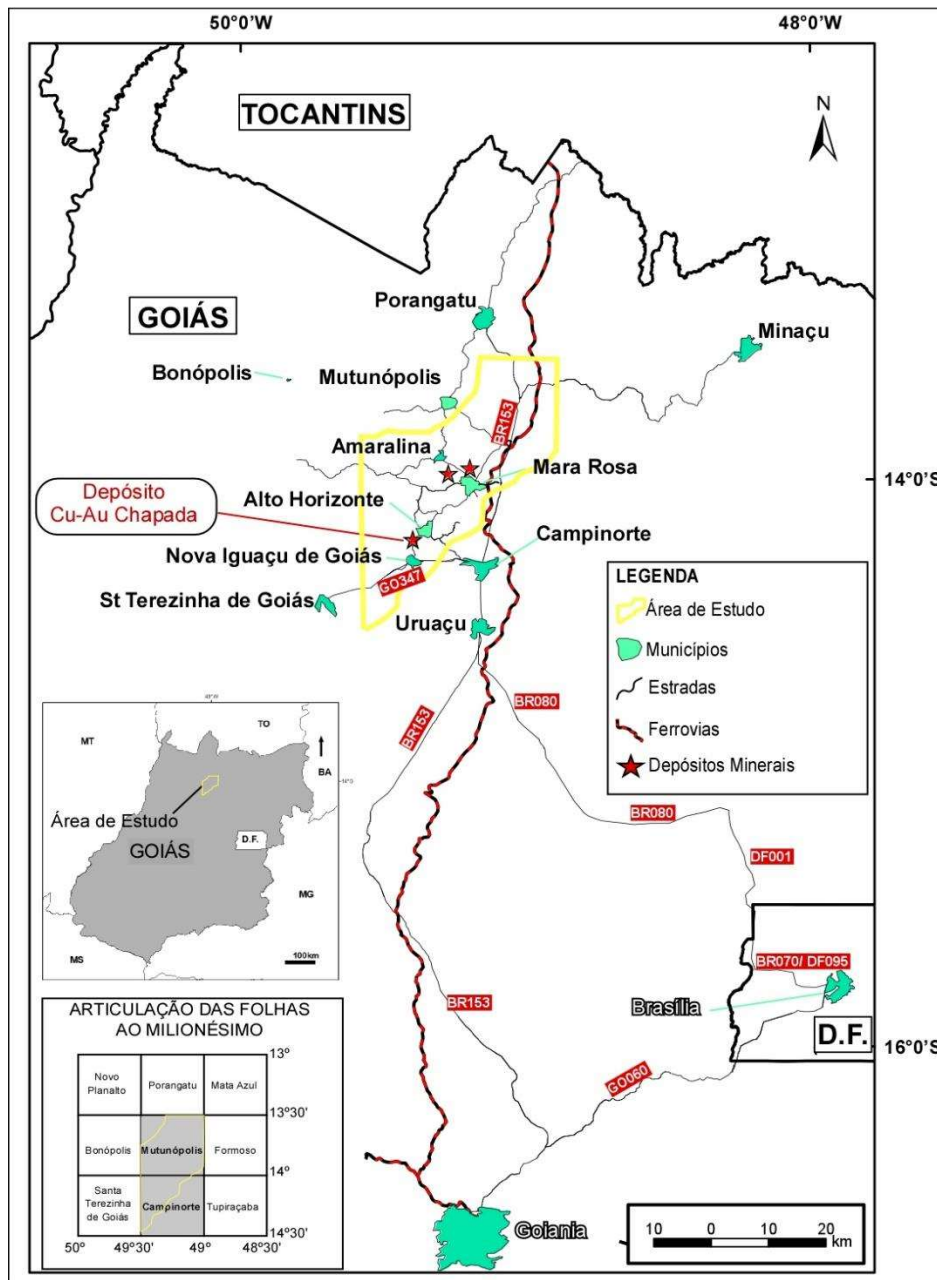 50°0'W
48°0'W
TOCANTINS
N
Porangatu
GOIÁS
Minaçu
Bonópolis
Mutunópolis
BR153
Amaralina
Mara Rosa
14°0'S
Depósito
Cu-Au Chapada
Alto Horizonte
Campinorte
Nova Iguaçu de Goiás
GO347
St Terezinha de Goiás
Uruaçu
LEGENDA
Área de Estudo
Municípios
Estradas
Ferrovias
Depósitos Minerais
BR153
BR080
BR080
DF001
BR070/ DF095
Brasília
D.F.
BR153
16°0'S
GO060
Goiania
10 0 10 20
km
MT
TO
BA
Área de Estudo
GOIÁS
D.F.
MG
MS
100km
ARTICULAÇÃO DAS FOLHAS
AO MILIONÉSIMO
13°
Novo
Planalto
Porangatu
Mata Azul
13°30'
Bonópolis
Mutunópolis
Formoso
14°
Santa
Terezinha
de Goiás
Campinorte
Tupiraçaba
14°30'
50° 49°30' 49° 48°30'